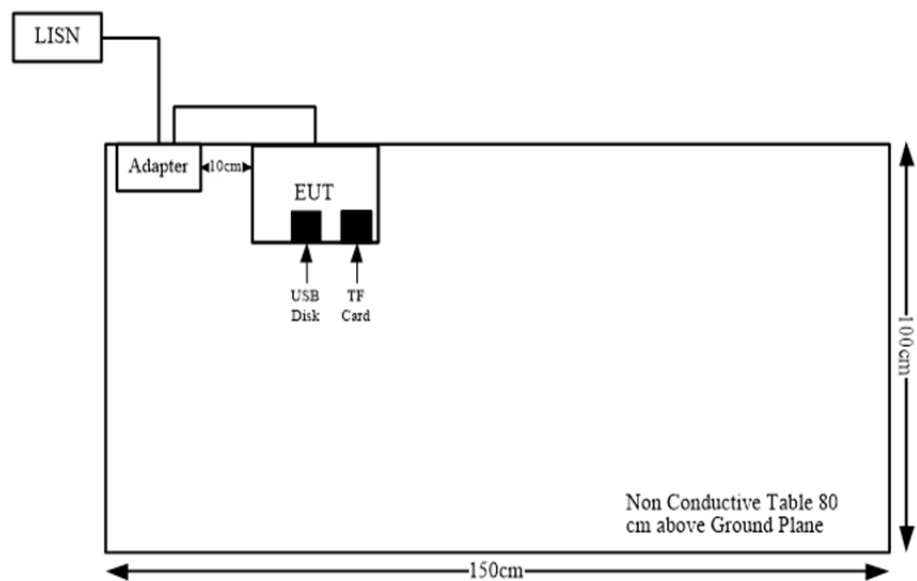 LISN
Adapter
10cm
EUT
USB
Disk
TF
Card
100cm
Non Conductive Table 80
cm above Ground Plane
150cm